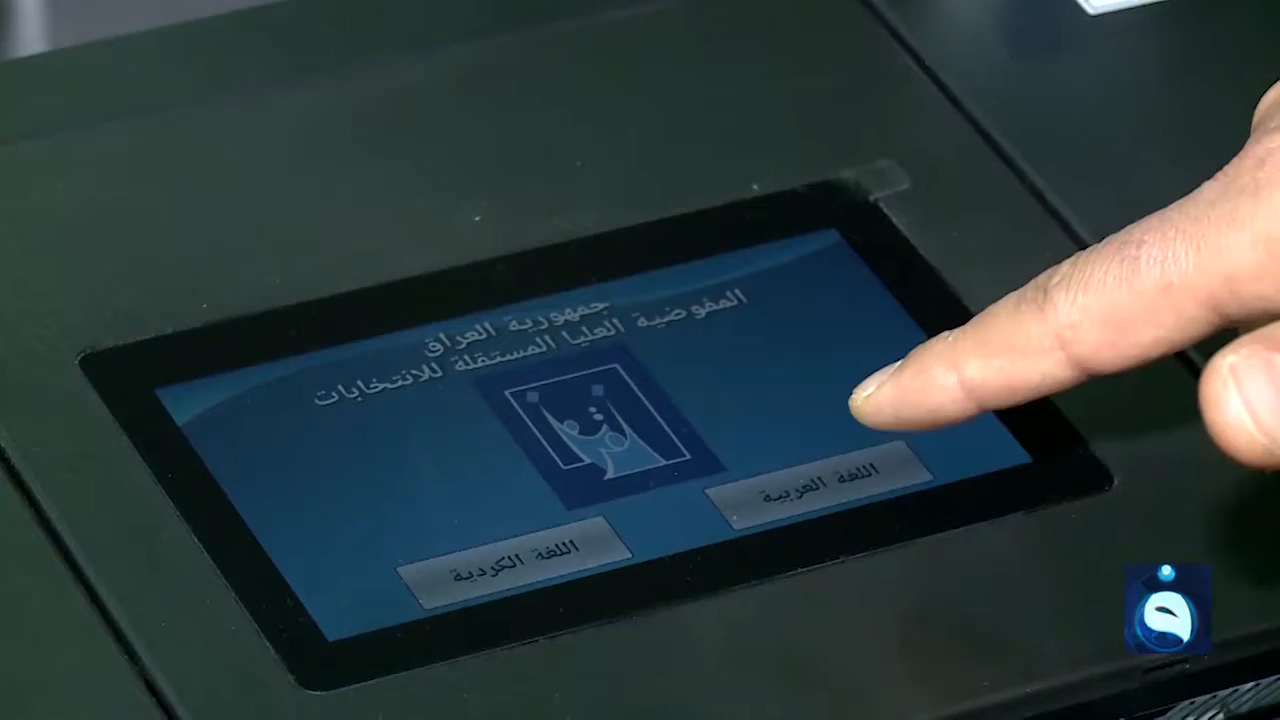 جمهورية العراق
المفوضية العليا المستقلة للانتخابات
اللغة العربية
اللغة الكردية